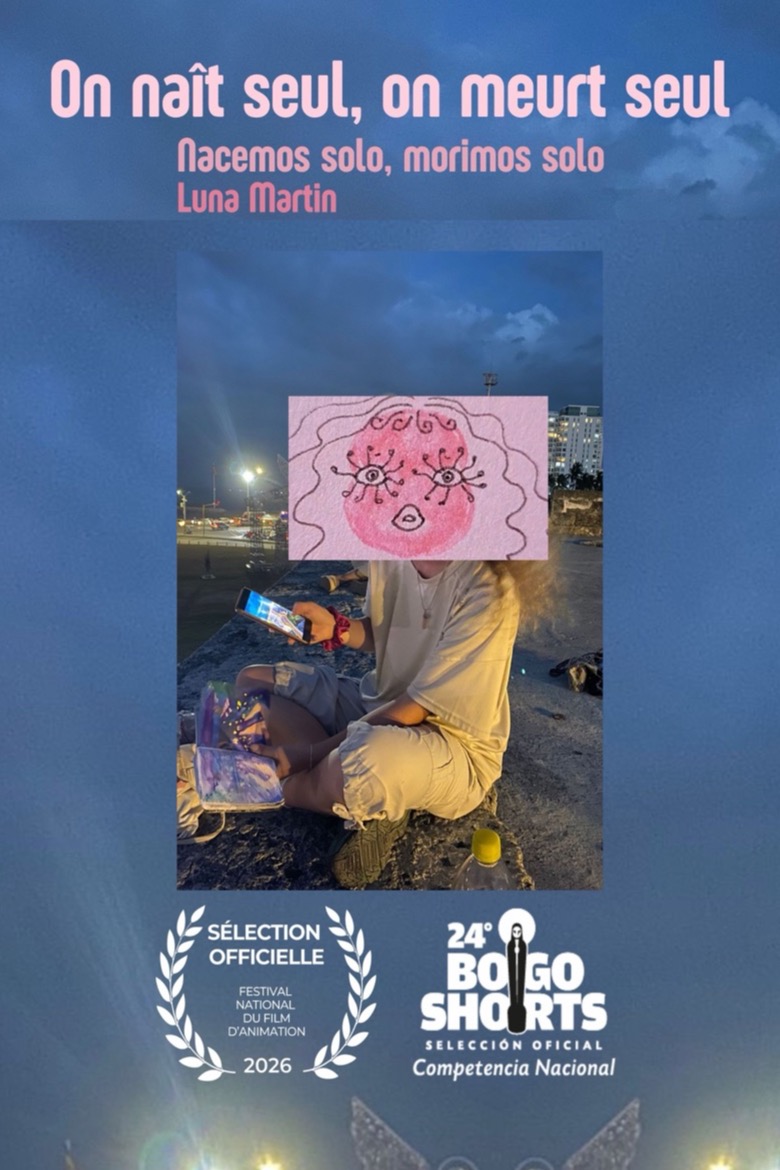 On naît seul, on meurt seul
Nacemos solo, morimos solo
Luna Martin
SÉLECTION
OFFICIELLE
FESTIVAL
NATIONAL
DU FILM
D'ANIMATION
2026
24°
BOGO
SHORTS
SELECCIÓN OFICIAL
Competencia Nacional